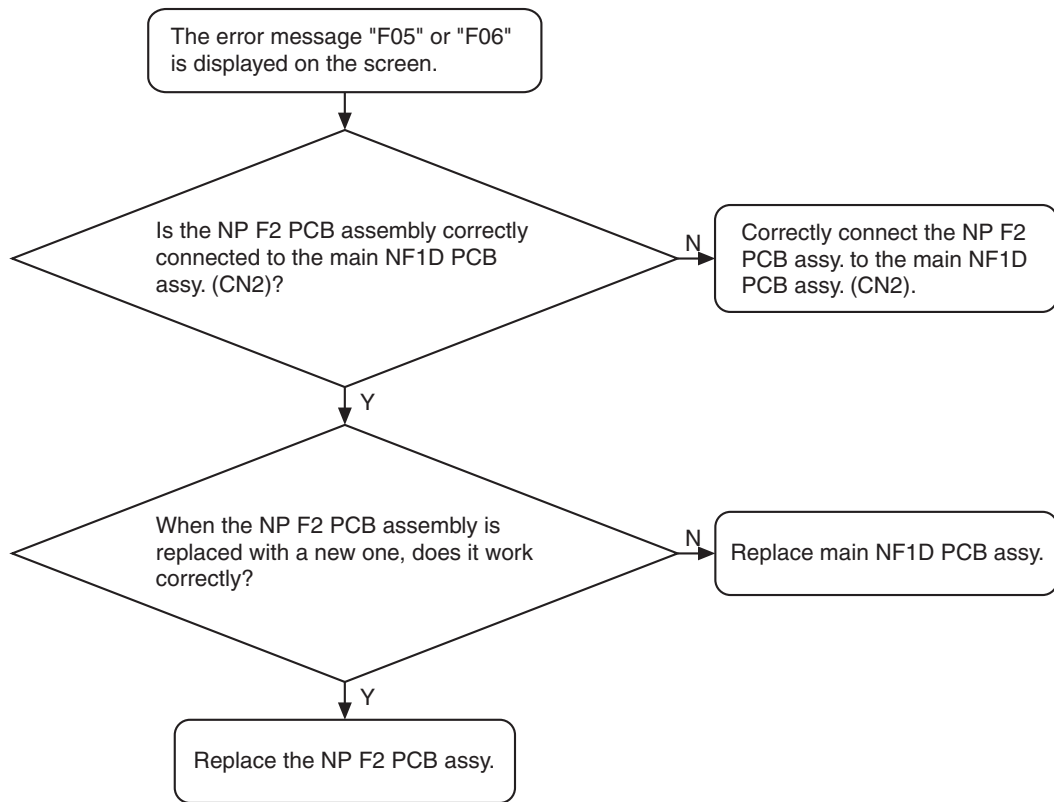 The error message "F05" or "F06"
is displayed on the screen.
Is the NP F2 PCB assembly correctly
connected to the main NF1D PCB
assy. (CN2)?
N
Correctly connect the NP F2
PCB assy. to the main NF1D
PCB assy. (CN2).
Y
When the NP F2 PCB assembly is
replaced with a new one, does it work
correctly?
N
Replace main NF1D PCB assy.
Y
Replace the NP F2 PCB assy.